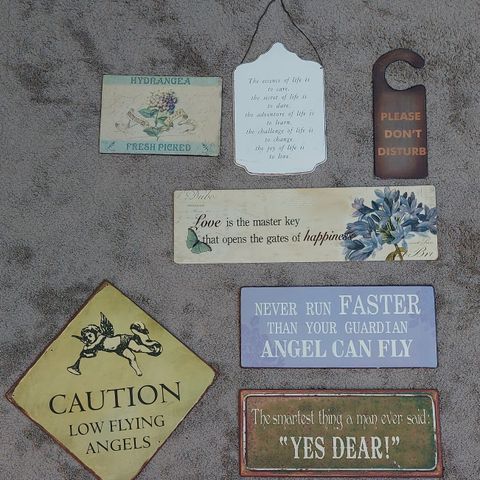 HYDRANGEA
FRESH PICKED
The essence of life is
to care,
the secret of life is
to dare,
the adventure of life is
to learn,
the challenge of life is
to change
the joy of life is
to love.
PLEASE
DON'T
DISTURB
Love is the master key
that opens the gates of happiness
Br
NEVER RUN FASTER
THAN YOUR GUARDIAN
ANGEL CAN FLY
CAUTION
LOW FLYING
ANGELS
The smartest thing a man ever said:
"YES DEAR!"